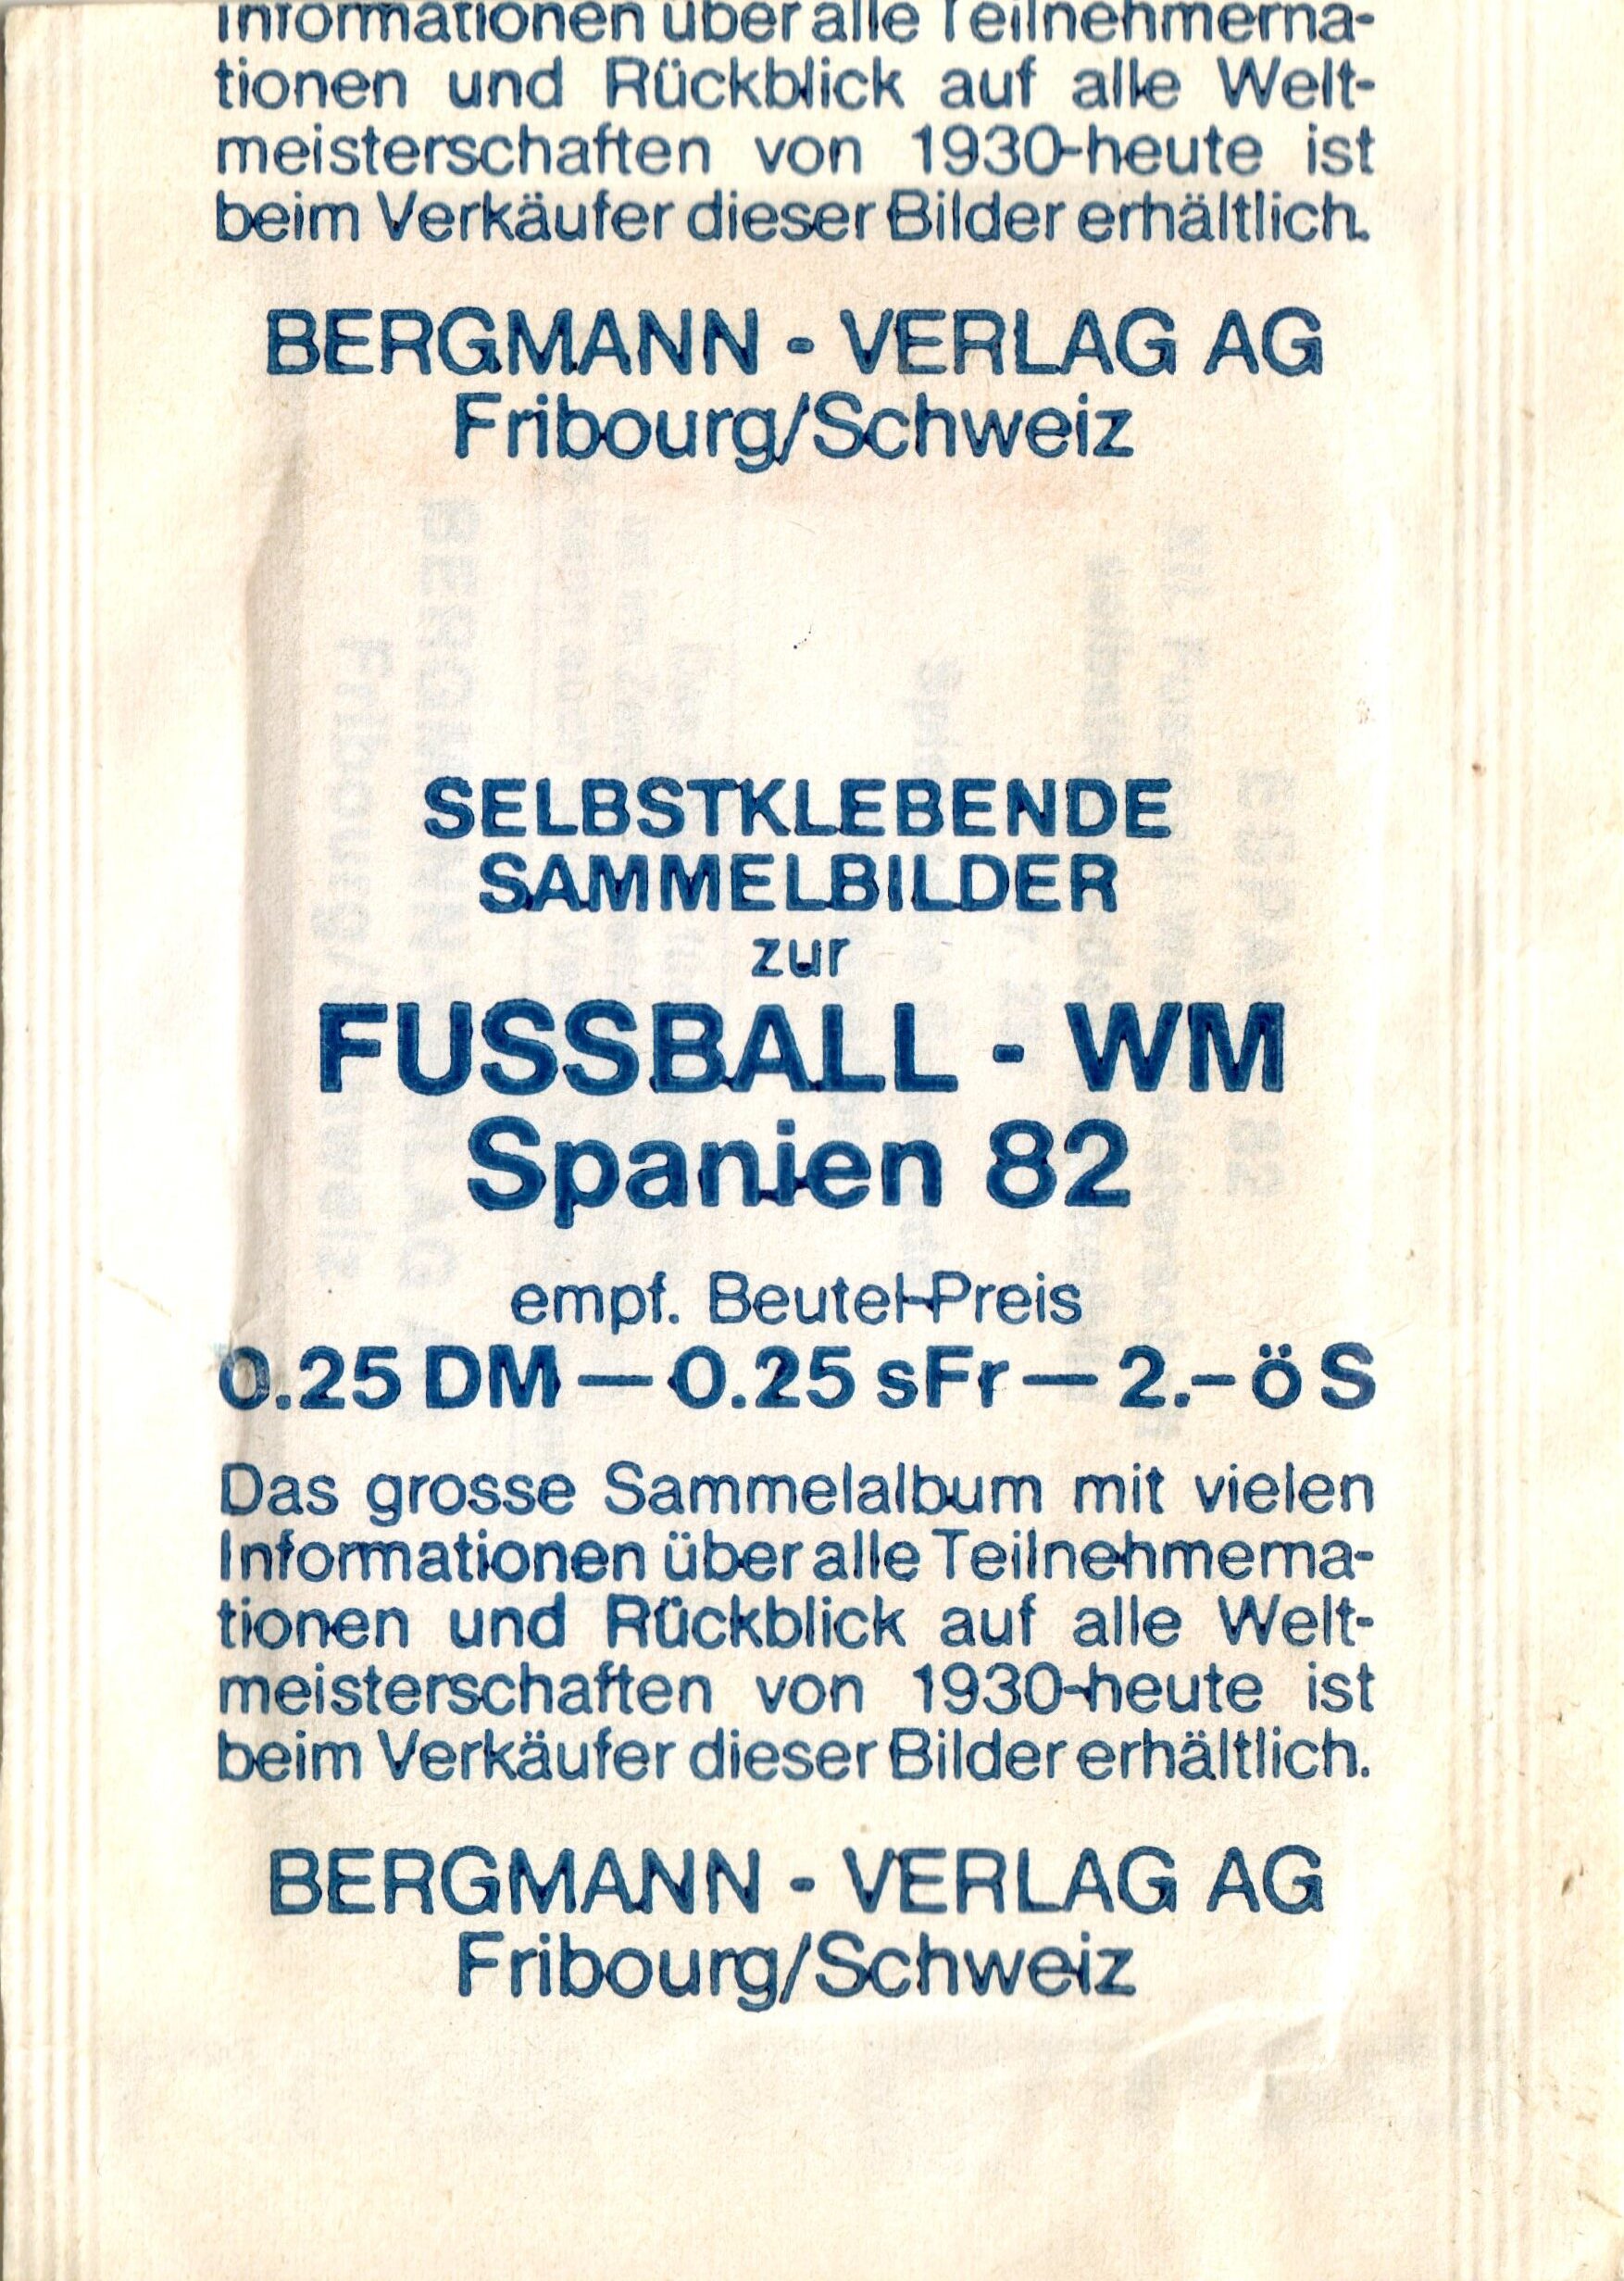 Informationen über alle Teilnehmerna-
tionen und Rückblick auf alle Welt-
meisterschaften von 1930-heute ist
beim Verkäufer dieser Bilder erhältlich.
BERGMANN - VERLAG AG
Fribourg/Schweiz
SELBSTKLEBENDE
SAMMELBILDER
zur
FUSSBALL - WM
Spanien 82
empf. Beutel-Preis
0.25 DM — 0.25 sFr — 2.- öS
Das grosse Sammelalbum mit vielen
Informationen über alle Teilnehmerna-
tionen und Rückblick auf alle Welt-
meisterschaften von 1930-heute ist
beim Verkäufer dieser Bilder erhältlich.
BERGMANN - VERLAG AG
Fribourg/Schweiz